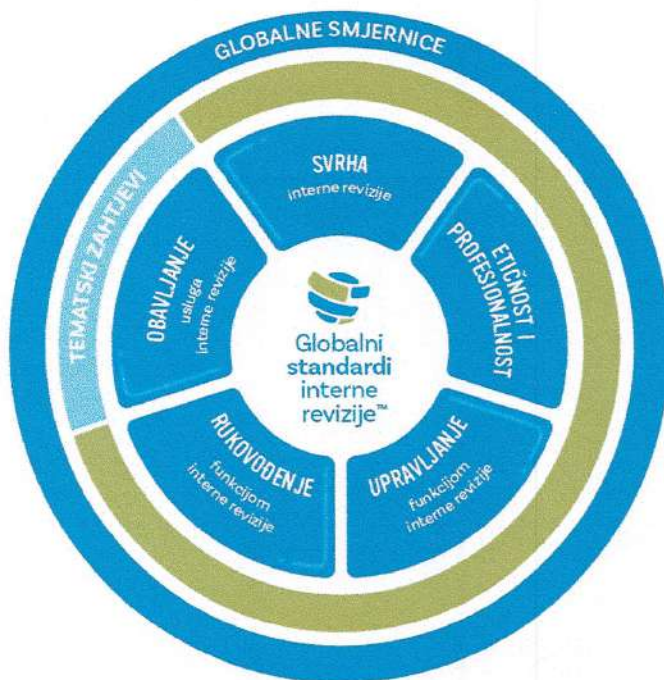 GLOBALNE SMJERNICE
TEMATSKI ZAHTJEVI
SVRHA
interne revizije
ETIČNOST I
PROFESIONALNOST
UPRAVLJANJE
funkcijom
interne revizije
RUKOVOĐENJE
funkcijom
interne revizije
OBAVLJANJE
usluga
interne revizije
Globalni
standardi
interne
revizije™